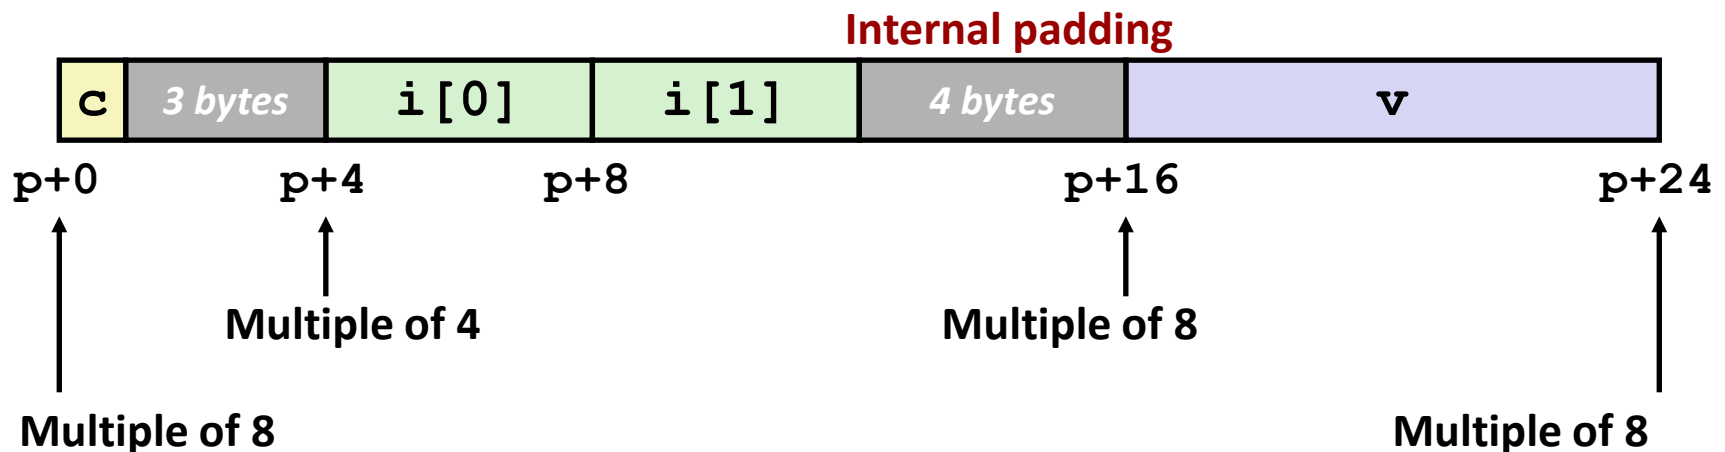 Internal padding
c 3 bytes i[0] i[1] 4 bytes v
p+0 p+4 p+8 p+16 p+24
Multiple of 4 Multiple of 8
Multiple of 8 Multiple of 8